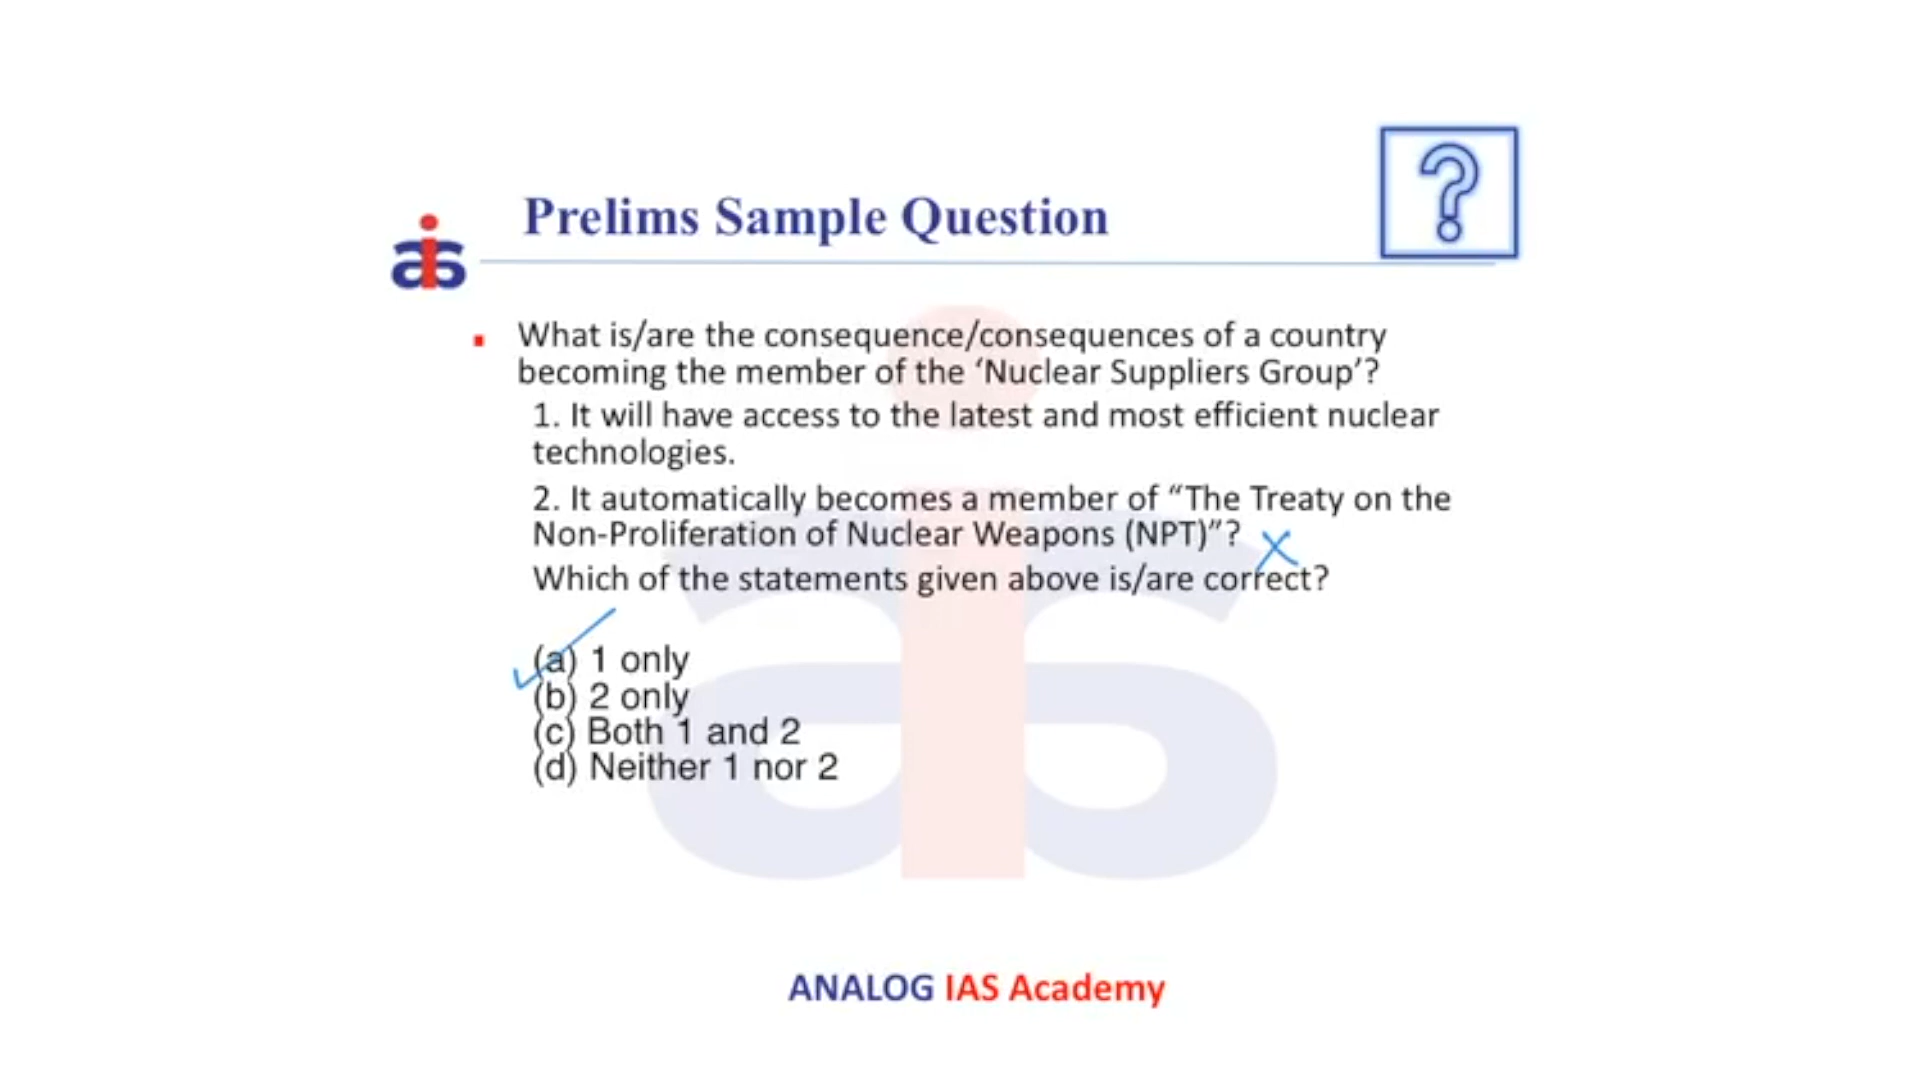 Prelims Sample Question
?
ais
What is/are the consequence/consequences of a country
becoming the member of the ‘Nuclear Suppliers Group’?
1. It will have access to the latest and most efficient nuclear
technologies.
2. It automatically becomes a member of “The Treaty on the
Non-Proliferation of Nuclear Weapons (NPT)”?
Which of the statements given above is/are correct?
(a) 1 only
(b) 2 only
(c) Both 1 and 2
(d) Neither 1 nor 2
ANALOG IAS Academy